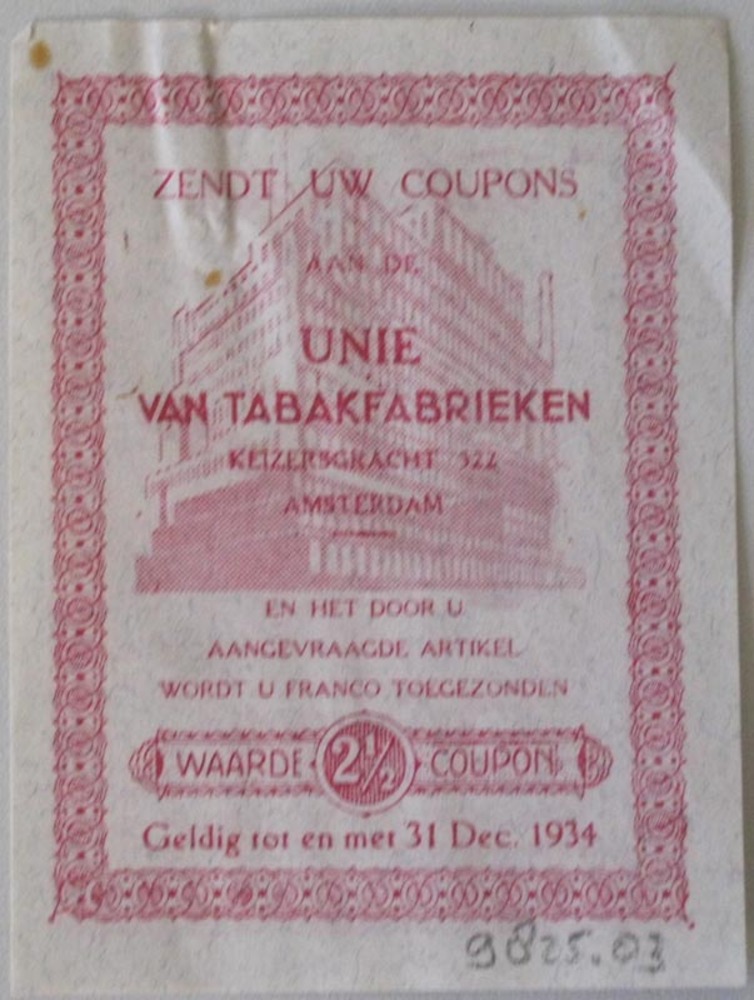 ZENDT UW COUPONS
AAN DE
UNIE
VAN TABAKFABRIEKEN
KEIZERSGRACHT 322
AMSTERDAM
EN HET DOOR U
AANGEVRAAGDE ARTIKEL
WORDT U FRANCO TOEGEZONDEN
WAARDE 2½ COUPON
Geldig tot en met 31 Dec. 1934
9825.03